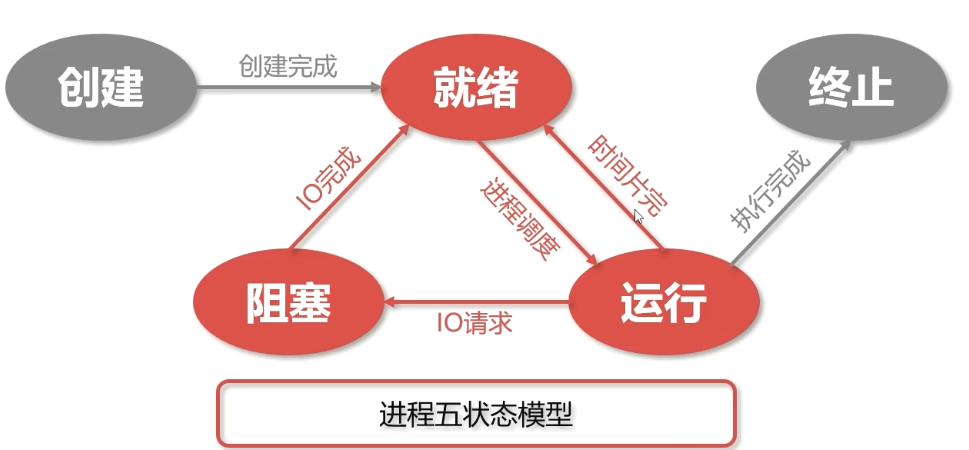 创建
创建完成
就绪
终止
IO完成
进程调度
时间片完
执行完成
阻塞
IO请求
运行
进程五状态模型